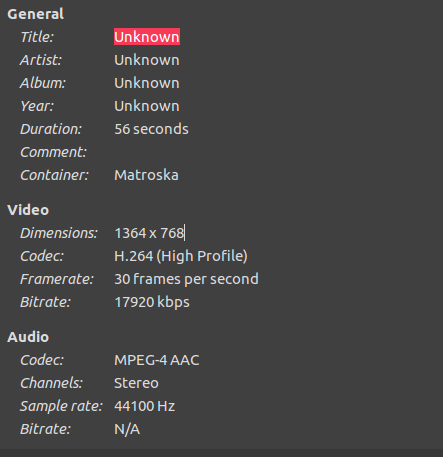 General
Title: Unknown
Artist: Unknown
Album: Unknown
Year: Unknown
Duration: 56 seconds
Comment:
Container: Matroska
Video
Dimensions: 1364 x 768
Codec: H.264 (High Profile)
Framerate: 30 frames per second
Bitrate: 17920 kbps
Audio
Codec: MPEG-4 AAC
Channels: Stereo
Sample rate: 44100 Hz
Bitrate: N/A